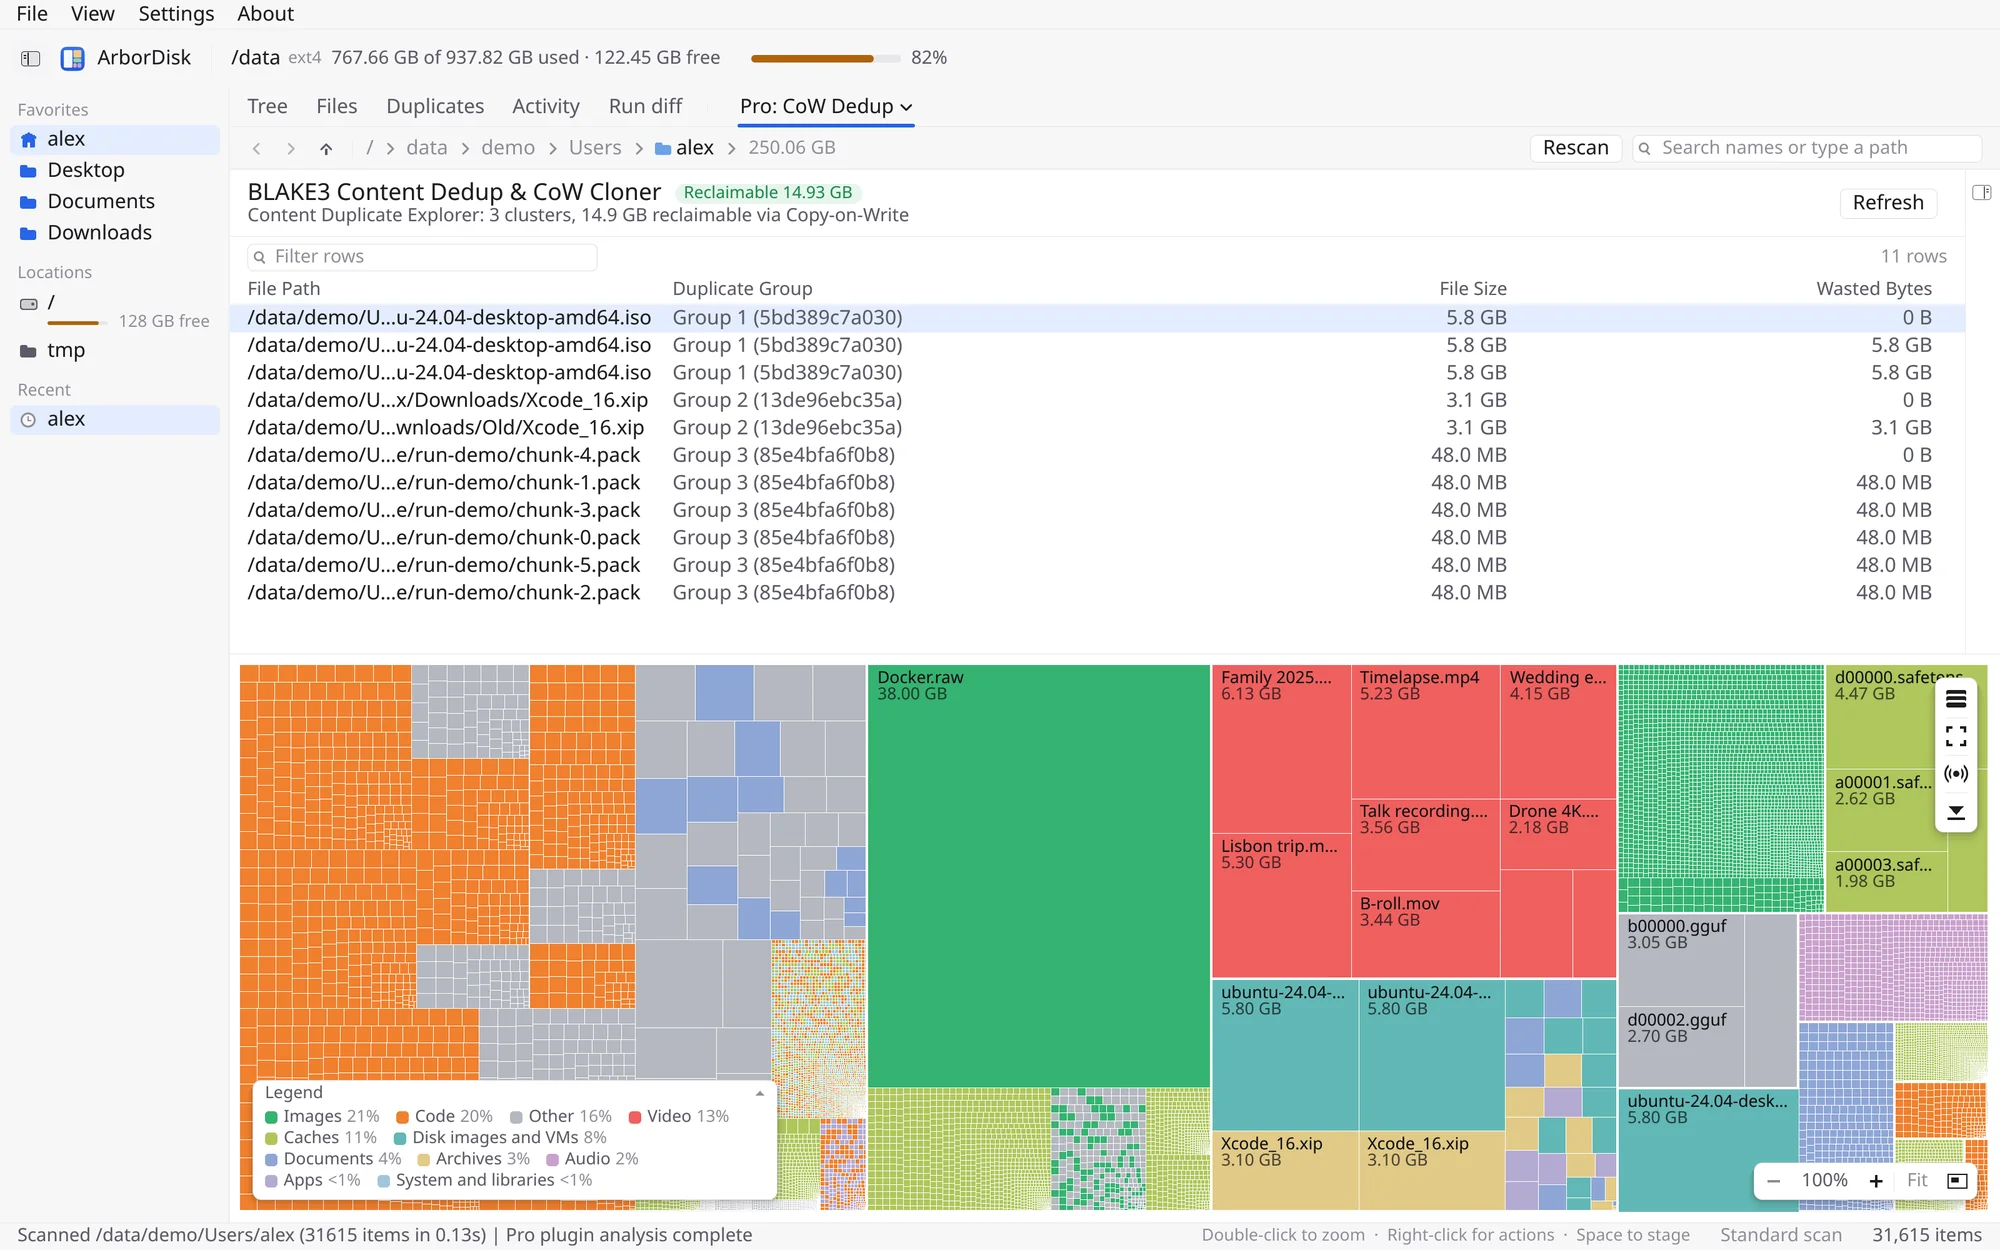 File View Settings About
ArborDisk /data ext4 767.66 GB of 937.82 GB used · 122.45 GB free 82%
Favorites
alex
Desktop
Documents
Downloads
Locations
/
128 GB free
tmp
Recent
alex
Tree Files Duplicates Activity Run diff Pro: CoW Dedup
/ > data > demo > Users > alex > 250.06 GB Rescan Search names or type a path
BLAKE3 Content Dedup & CoW Cloner Reclaimable 14.93 GB
Content Duplicate Explorer: 3 clusters, 14.9 GB reclaimable via Copy-on-Write
Refresh
Filter rows 11 rows
File Path Duplicate Group File Size Wasted Bytes
/data/demo/U...u-24.04-desktop-amd64.iso Group 1 (5bd389c7a030) 5.8 GB 0 B
/data/demo/U...u-24.04-desktop-amd64.iso Group 1 (5bd389c7a030) 5.8 GB 5.8 GB
/data/demo/U...u-24.04-desktop-amd64.iso Group 1 (5bd389c7a030) 5.8 GB 5.8 GB
/data/demo/U...x/Downloads/Xcode_16.xip Group 2 (13de96ebc35a) 3.1 GB 0 B
/data/demo/U...wnloads/Old/Xcode_16.xip Group 2 (13de96ebc35a) 3.1 GB 3.1 GB
/data/demo/U...e/run-demo/chunk-4.pack Group 3 (85e4bfa6f0b8) 48.0 MB 0 B
/data/demo/U...e/run-demo/chunk-1.pack Group 3 (85e4bfa6f0b8) 48.0 MB 48.0 MB
/data/demo/U...e/run-demo/chunk-3.pack Group 3 (85e4bfa6f0b8) 48.0 MB 48.0 MB
/data/demo/U...e/run-demo/chunk-0.pack Group 3 (85e4bfa6f0b8) 48.0 MB 48.0 MB
/data/demo/U...e/run-demo/chunk-5.pack Group 3 (85e4bfa6f0b8) 48.0 MB 48.0 MB
/data/demo/U...e/run-demo/chunk-2.pack Group 3 (85e4bfa6f0b8) 48.0 MB 48.0 MB
Docker.raw
38.00 GB
Family 2025....
6.13 GB
Timelapse.mp4
5.23 GB
Wedding e...
4.15 GB
Lisbon trip.m...
5.30 GB
Talk recording....
3.56 GB
Drone 4K....
2.18 GB
B-roll.mov
3.44 GB
d00000.safetens
4.47 GB
a00001.saf...
2.62 GB
a00003.saf...
1.98 GB
b00000.gguf
3.05 GB
d00002.gguf
2.70 GB
ubuntu-24.04-...
5.80 GB
ubuntu-24.04-...
5.80 GB
ubuntu-24.04-desk...
5.80 GB
Xcode_16.xip
3.10 GB
Xcode_16.xip
3.10 GB
Legend
Images 21% Code 20% Other 16% Video 13%
Caches 11% Disk images and VMs 8%
Documents 4% Archives 3% Audio 2%
Apps <1% System and libraries <1%
− 100% + Fit
Scanned /data/demo/Users/alex (31615 items in 0.13s) | Pro plugin analysis complete
Double-click to zoom · Right-click for actions · Space to stage Standard scan 31,615 items